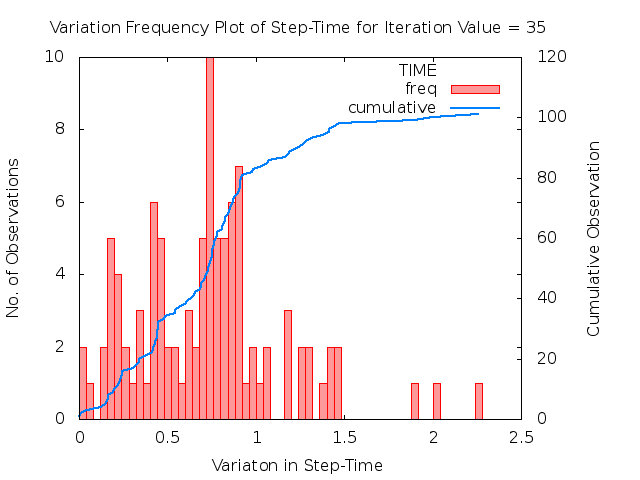 Variation Frequency Plot of Step-Time for Iteration Value = 35
TIME
freq
cumulative
No. of Observations
Cumulative Observation
10
8
6
4
2
0
120
100
80
60
40
20
0
0 0.5 1 1.5 2 2.5
Variaton in Step-Time